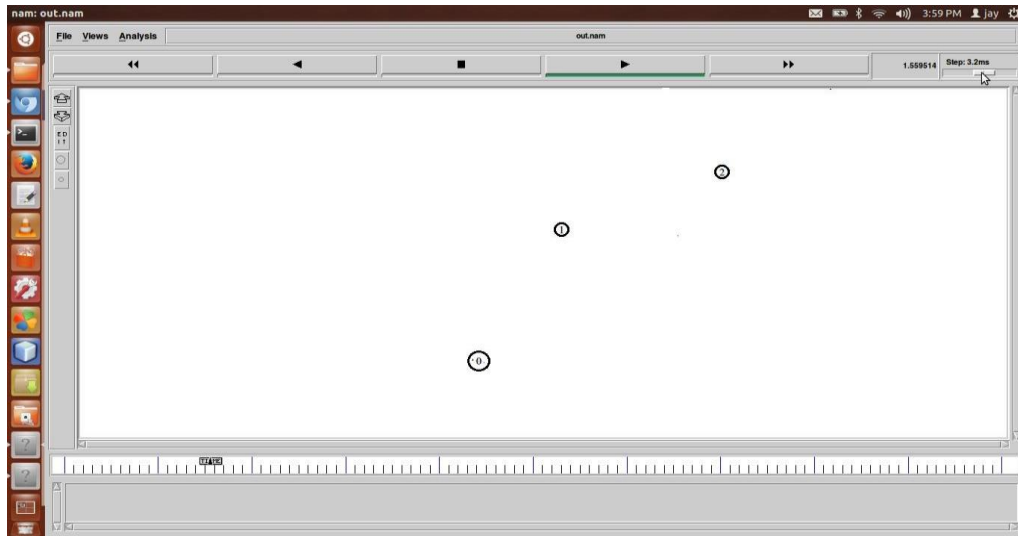 nam: out.nam 3:59 PM jay
File Views Analysis out.nam
1.559514 Step: 3.2ms
E D
I T
2
1
0
TIME
? 
?